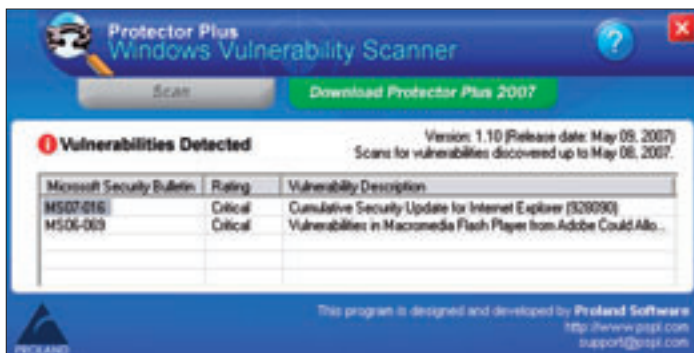 Protector Plus
Windows Vulnerability Scanner
?
Scan
Download Protector Plus 2007
Vulnerabilities Detected
Version: 1.10 (Release date: May 09, 2007)
Scans for vulnerabilities discovered up to May 08, 2007.
Microsoft Security Bulletin Rating Vulnerability Description
MS07-016 Critical Cumulative Security Update for Internet Explorer (928090)
MS06-069 Critical Vulnerabilities in Macromedia Flash Player from Adobe Could Allo...
This program is designed and developed by Proland Software
http://www.pspl.com
support@pspl.com
PROLAND